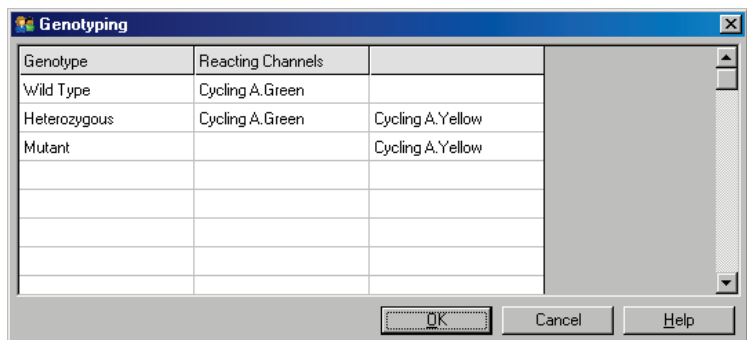 Genotyping
Genotype Reacting Channels
Wild Type Cycling A.Green
Heterozygous Cycling A.Green Cycling A.Yellow
Mutant Cycling A.Yellow
OK Cancel Help